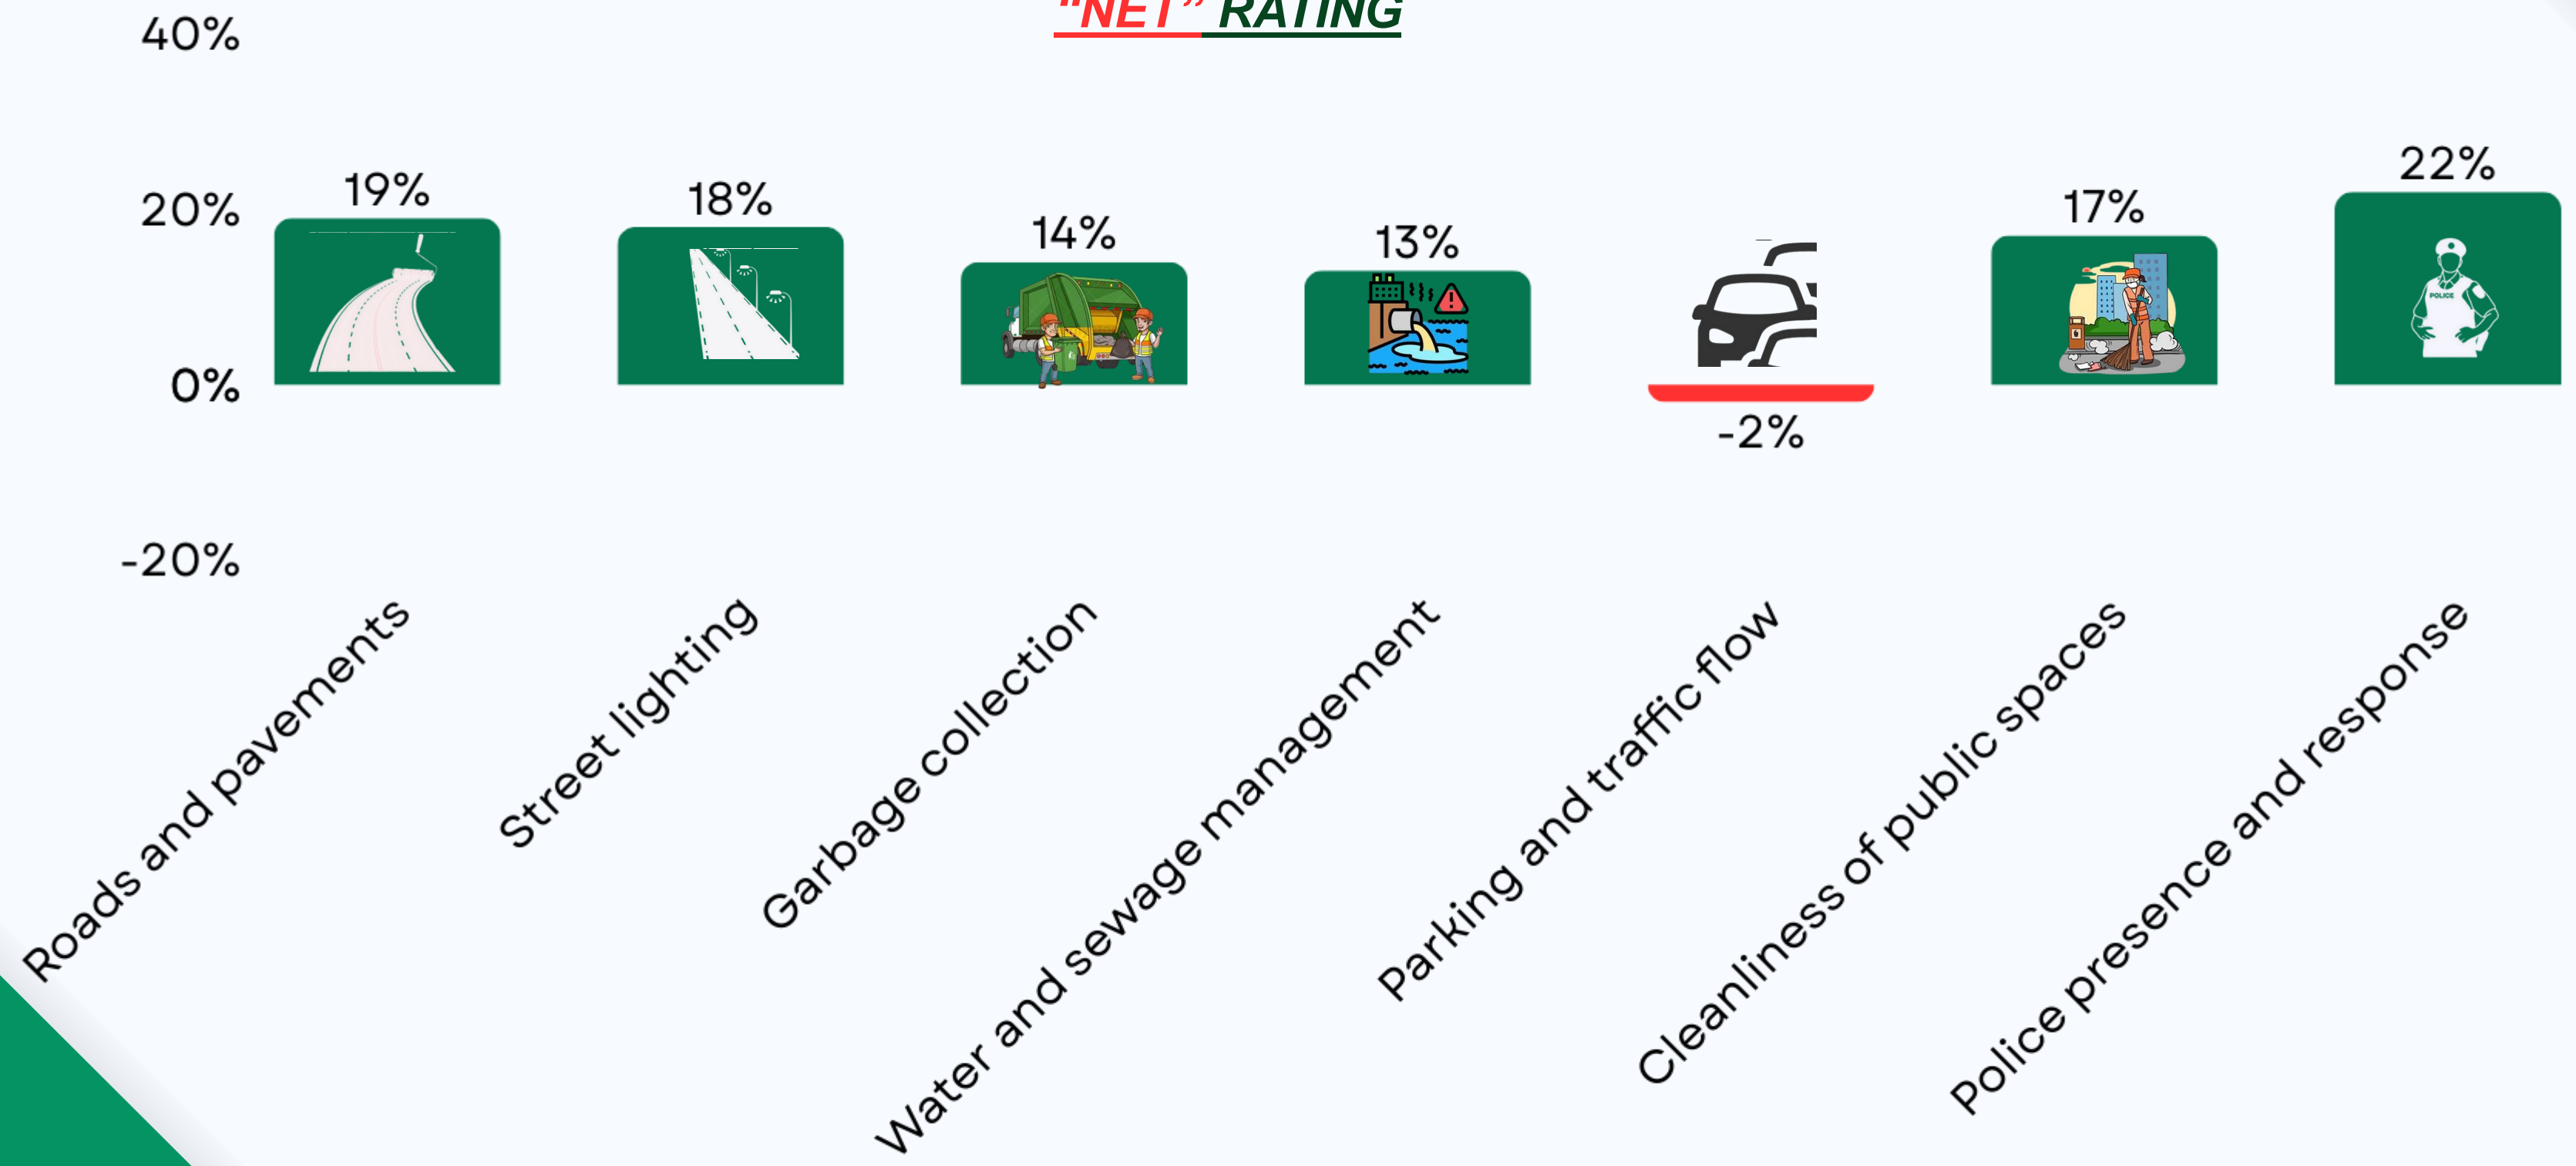 “NET” RATING
40%
20%
0%
-20%
19%
18%
14%
13%
-2%
17%
22%
POLICE
Roads and pavements
Street lighting
Garbage collection
Water and sewage management
Parking and traffic flow
Cleanliness of public spaces
Police presence and response